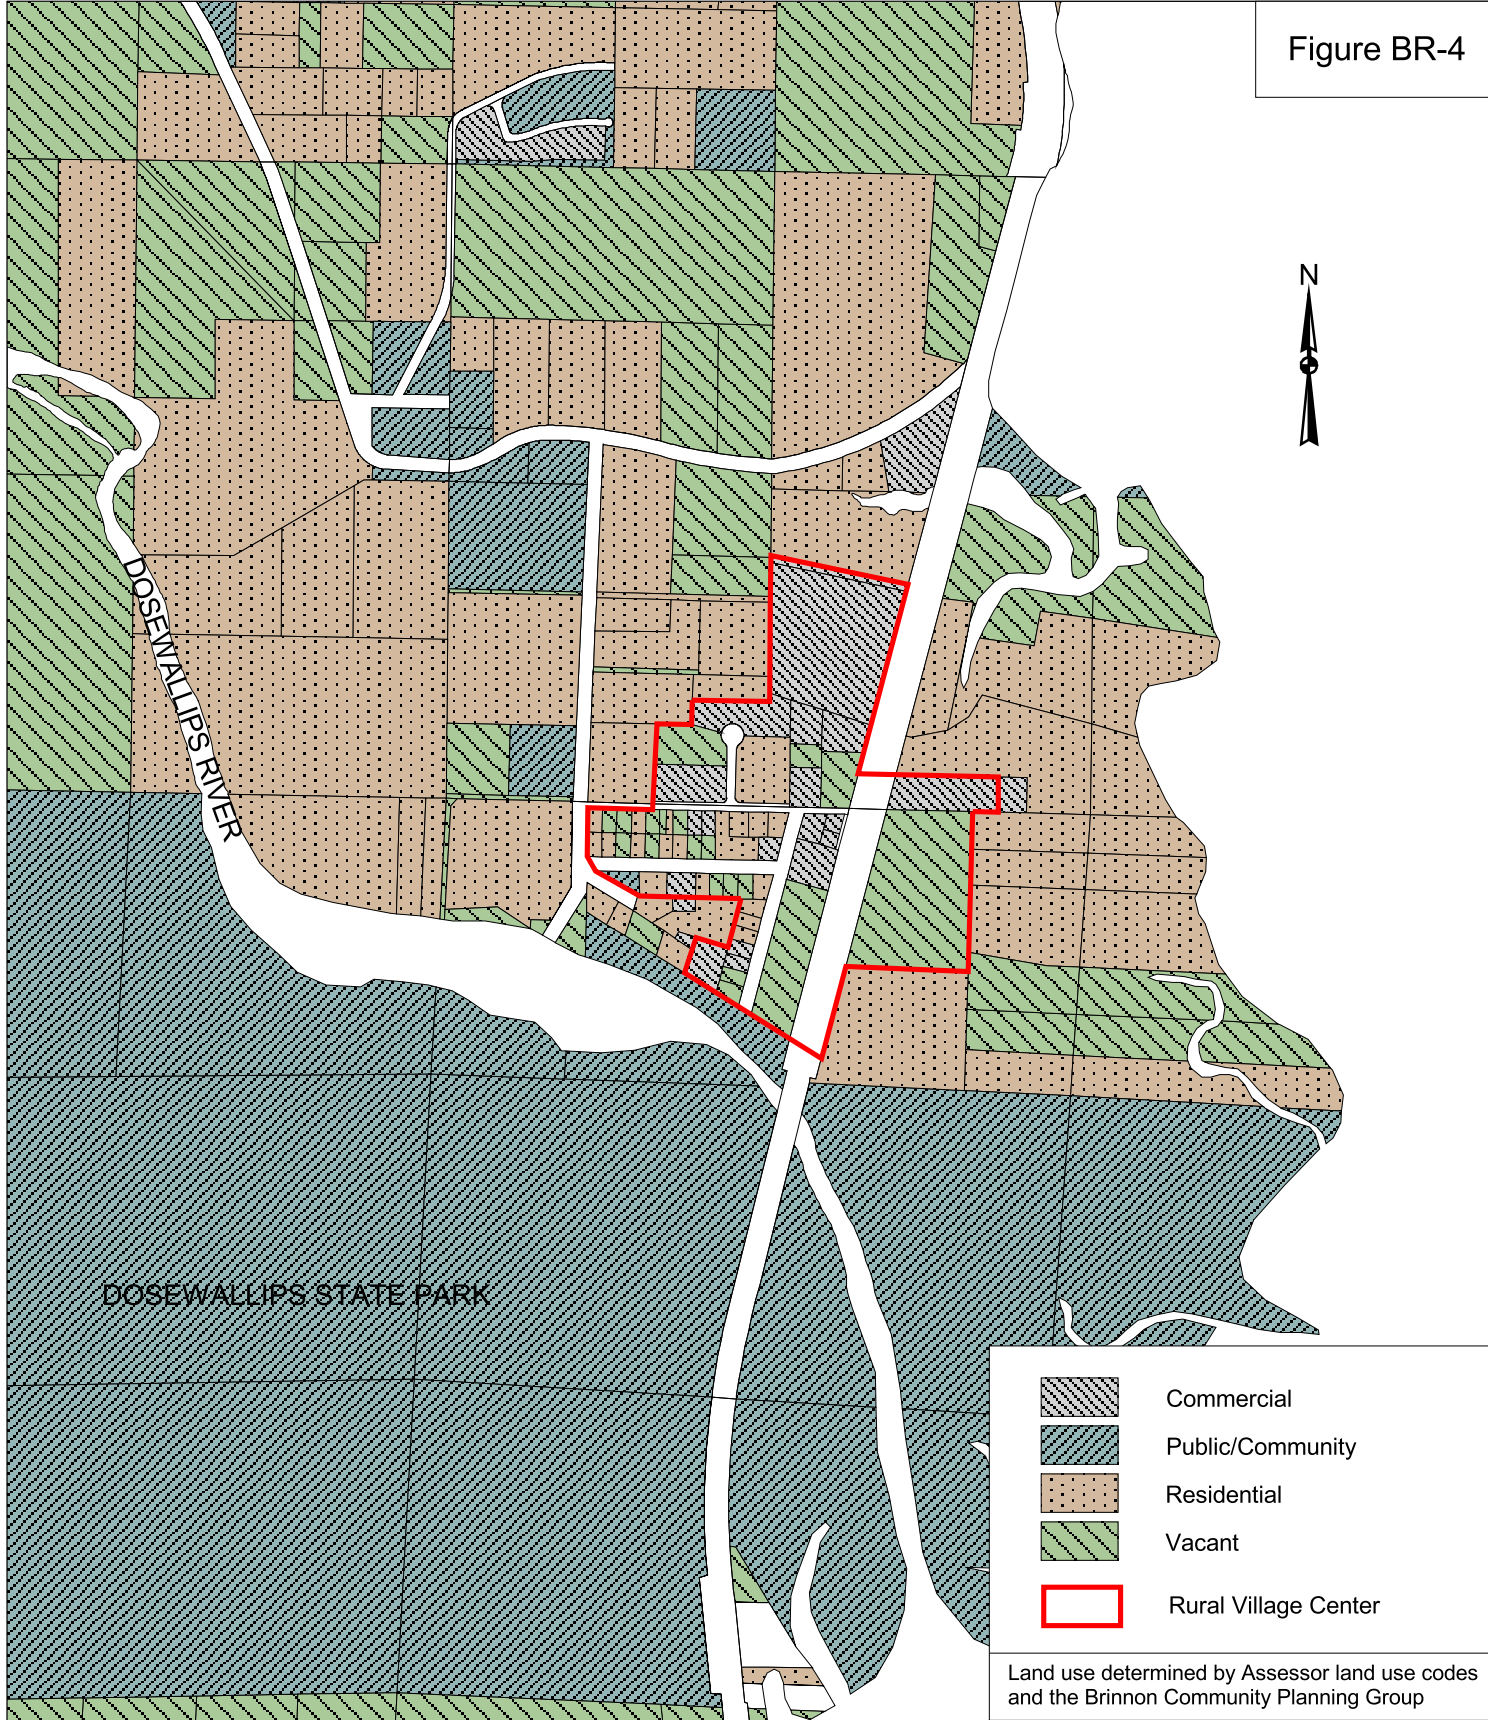 Figure BR-4
N
DOSEWALLIPS RIVER
DOSEWALLIPS STATE PARK
Commercial
Public/Community
Residential
Vacant
Rural Village Center
Land use determined by Assessor land use codes
and the Brinnon Community Planning Group